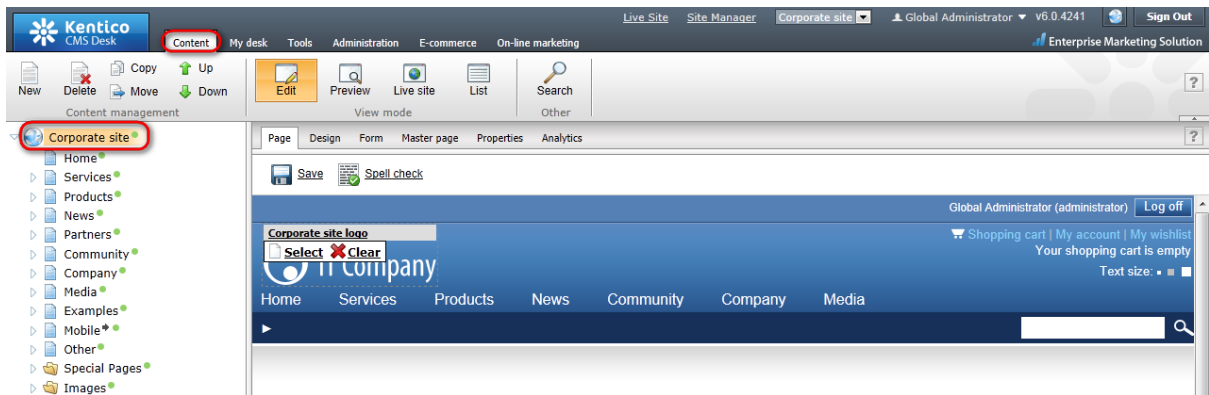 Kentico
CMS Desk
Live Site Site Manager Corporate site Global Administrator v6.0.4241 Sign Out
Content My desk Tools Administration E-commerce On-line marketing Enterprise Marketing Solution
New Delete Copy Move Up Down
Content management
Edit Preview Live site List
View mode
Search
Other
?
Corporate site
Home
Services
Products
News
Partners
Community
Company
Media
Examples
Mobile
Other
Special Pages
Images
Page Design Form Master page Properties Analytics ?
Save Spell check
Global Administrator (administrator) Log off
Corporate site logo
Select Clear
IT Company
Shopping cart | My account | My wishlist
Your shopping cart is empty
Text size:
Home Services Products News Community Company Media